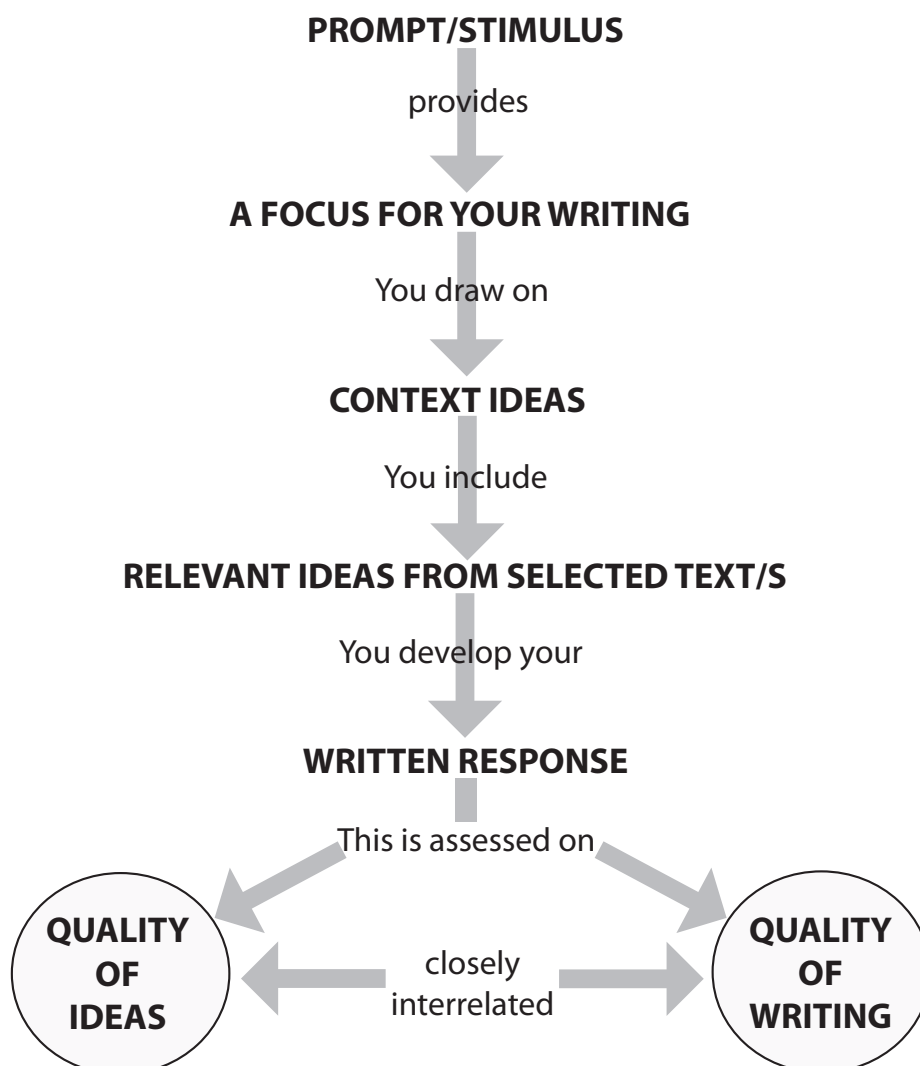 PROMPT/STIMULUS
provides
A FOCUS FOR YOUR WRITING
You draw on
CONTEXT IDEAS
You include
RELEVANT IDEAS FROM SELECTED TEXT/S
You develop your
WRITTEN RESPONSE
This is assessed on
QUALITY
OF
IDEAS
closely
interrelated
QUALITY
OF
WRITING